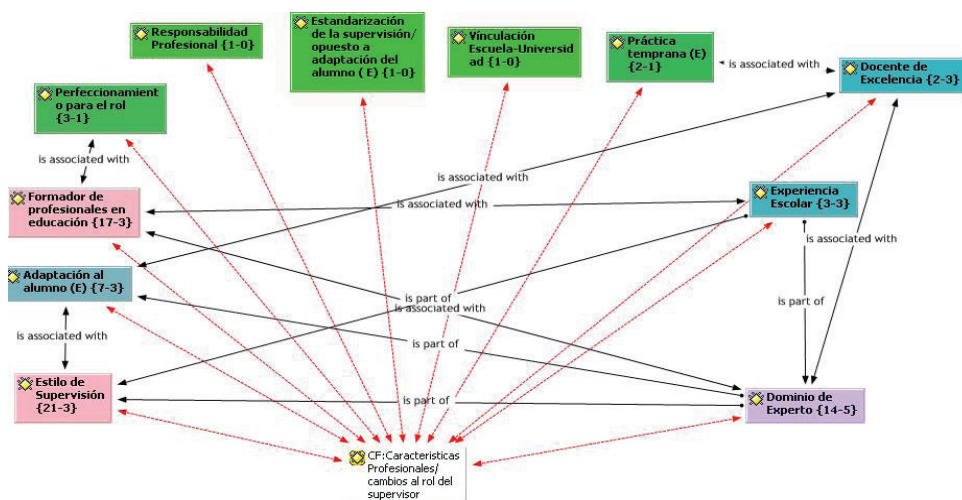 Responsabilidad
Profesional {1-0}
Estandarización
de la supervisión/
opuesto a
adaptación del
alumno ( E) {1-0}
Vinculación
Escuela-Universid
ad {1-0}
Práctica
temprana (E)
{2-1}
is associated with
Docente de
Excelencia {2-3}
Perfeccionamient
o para el rol
{3-1}
is associated with
is associated with
Formador de
profesionales en
educación {17-3}
is associated with
Experiencia
Escolar {3-3}
is associated with
Adaptación al
alumno (E) {7-3}
is part of
is associated with
is part of
is associated with
is part of
Estilo de
Supervisión
{21-3}
is part of
Dominio de
Experto {14-5}
CF:Caracteristicas
Profesionales/
cambios al rol del
supervisor